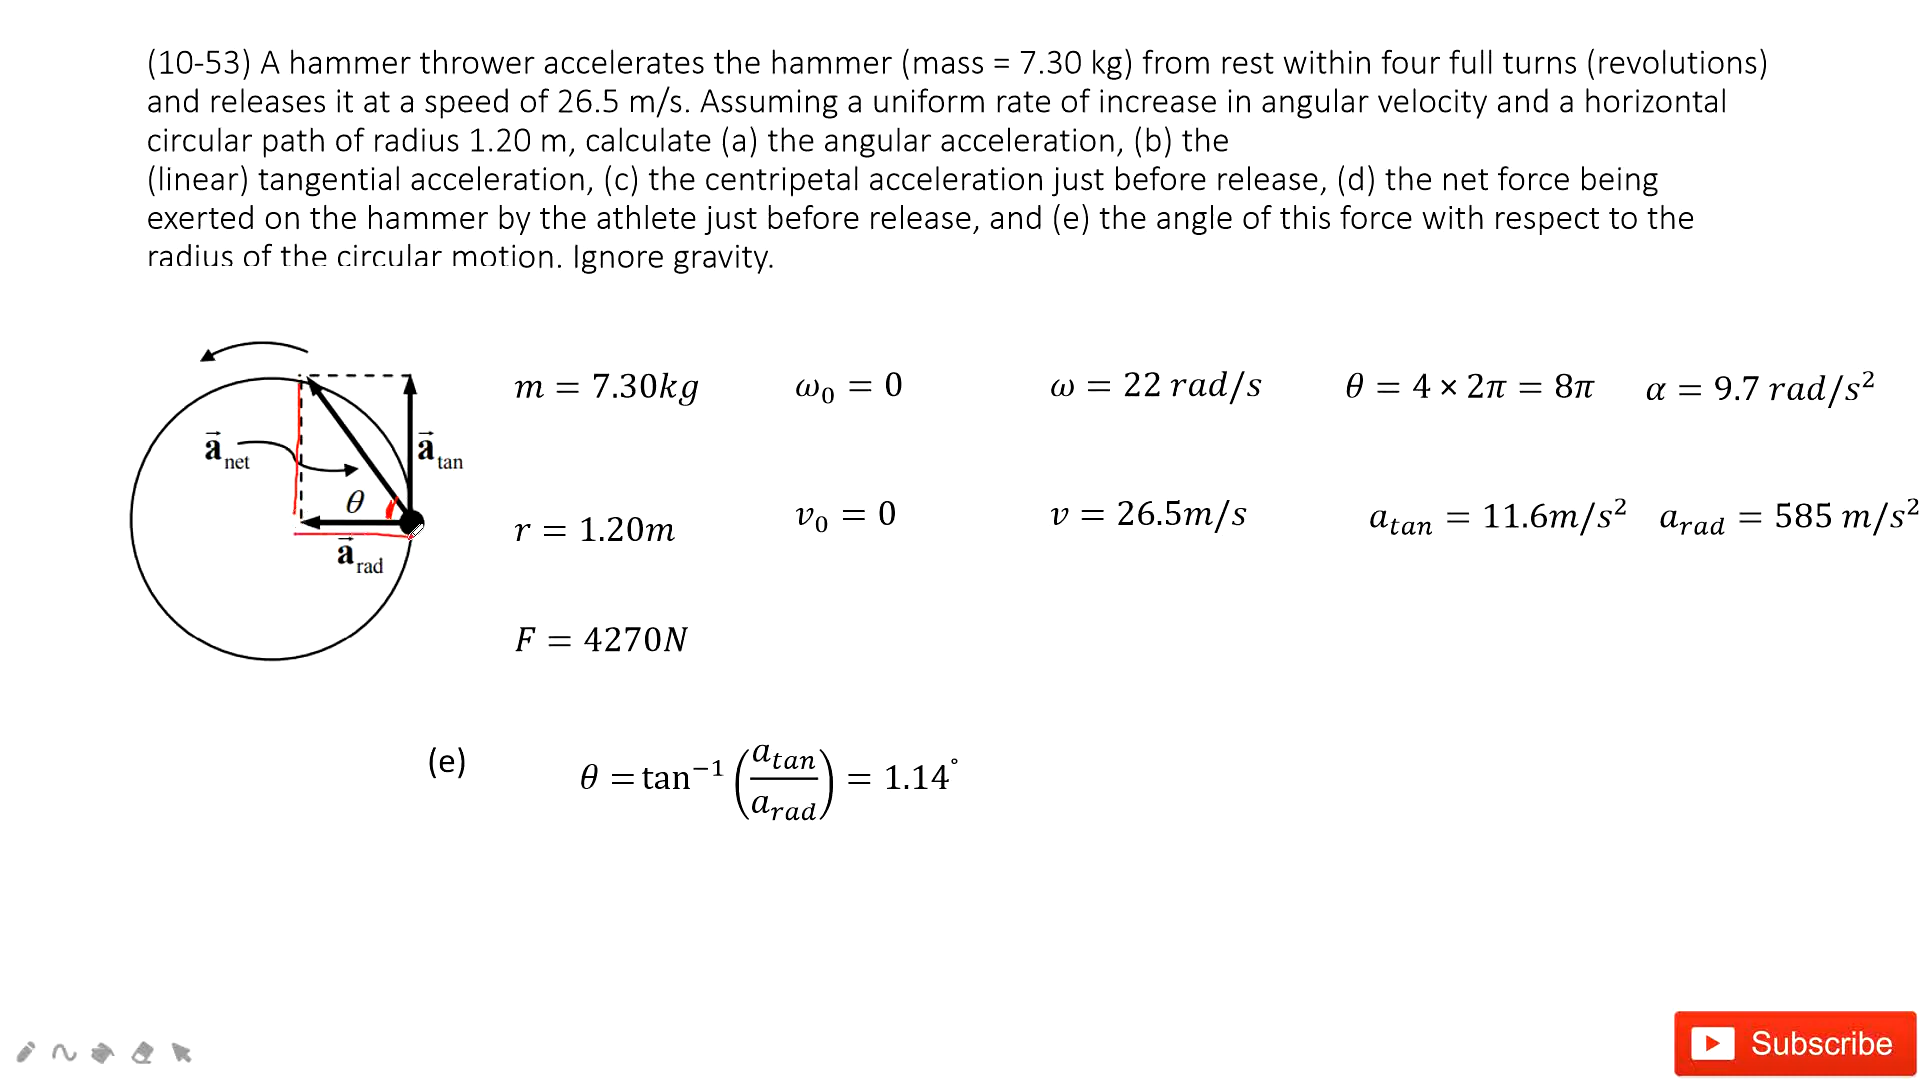 (10-53) A hammer thrower accelerates the hammer (mass = 7.30 kg) from rest within four full turns (revolutions)
and releases it at a speed of 26.5 m/s. Assuming a uniform rate of increase in angular velocity and a horizontal
circular path of radius 1.20 m, calculate (a) the angular acceleration, (b) the
(linear) tangential acceleration, (c) the centripetal acceleration just before release, (d) the net force being
exerted on the hammer by the athlete just before release, and (e) the angle of this force with respect to the
radius of the circular motion. Ignore gravity.
m = 7.30kg ω₀ = 0 ω = 22 rad/s θ = 4 × 2π = 8π α = 9.7 rad/s²
a⃗ net a⃗ tan
θ
r = 1.20m v₀ = 0 v = 26.5m/s a_tan = 11.6m/s² a_rad = 585 m/s²
a⃗ rad
F = 4270N
(e) θ = tan⁻¹(a_tan/a_rad) = 1.14°
Subscribe